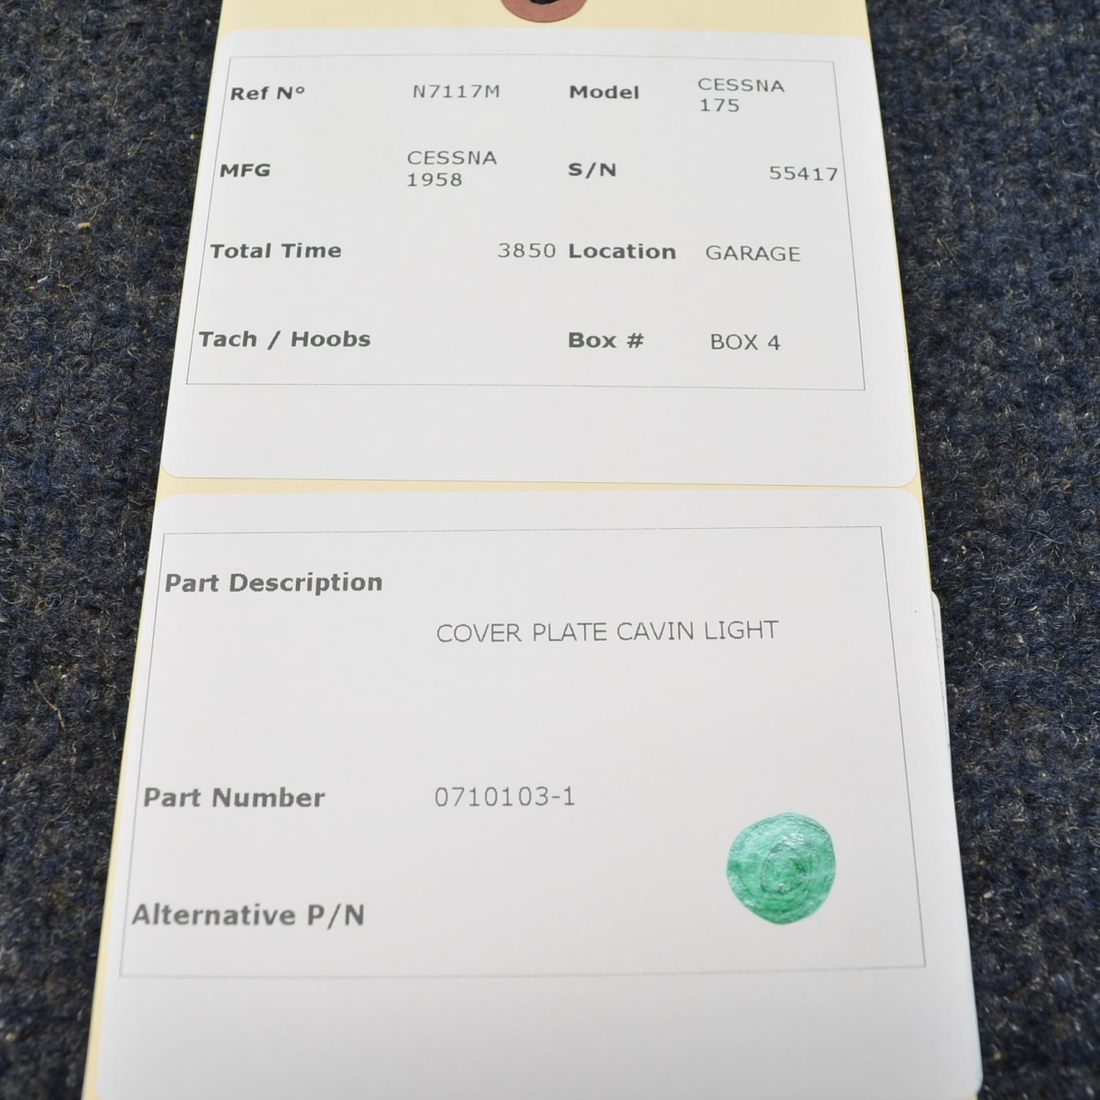 Ref Nº N7117M Model CESSNA 175
MFG CESSNA 1958 S/N 55417
Total Time 3850 Location GARAGE
Tach / Hoobs Box # BOX 4
Part Description
COVER PLATE CAVIN LIGHT
Part Number 0710103-1
Alternative P/N